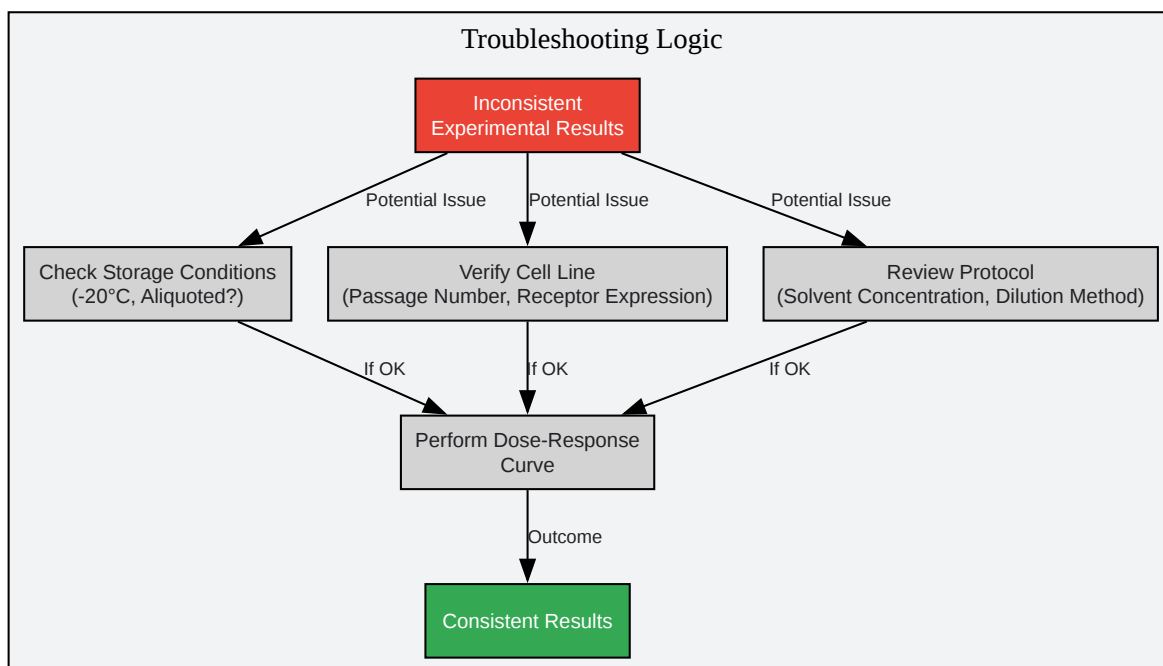 Troubleshooting Logic
Inconsistent
Experimental Results
Potential Issue
Potential Issue
Potential Issue
Check Storage Conditions
(-20°C, Aliquoted?)
Verify Cell Line
(Passage Number, Receptor Expression)
Review Protocol
(Solvent Concentration, Dilution Method)
If OK
If OK
If OK
Perform Dose-Response
Curve
Outcome
Consistent Results